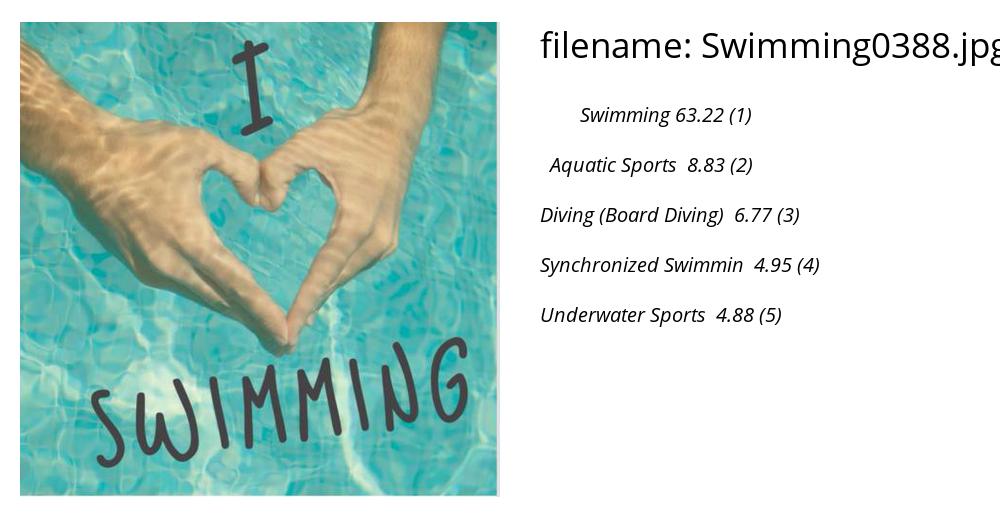 I
SWIMMING
filename: Swimming0388.jpg
Swimming 63.22 (1)
Aquatic Sports 8.83 (2)
Diving (Board Diving) 6.77 (3)
Synchronized Swimmin 4.95 (4)
Underwater Sports 4.88 (5)